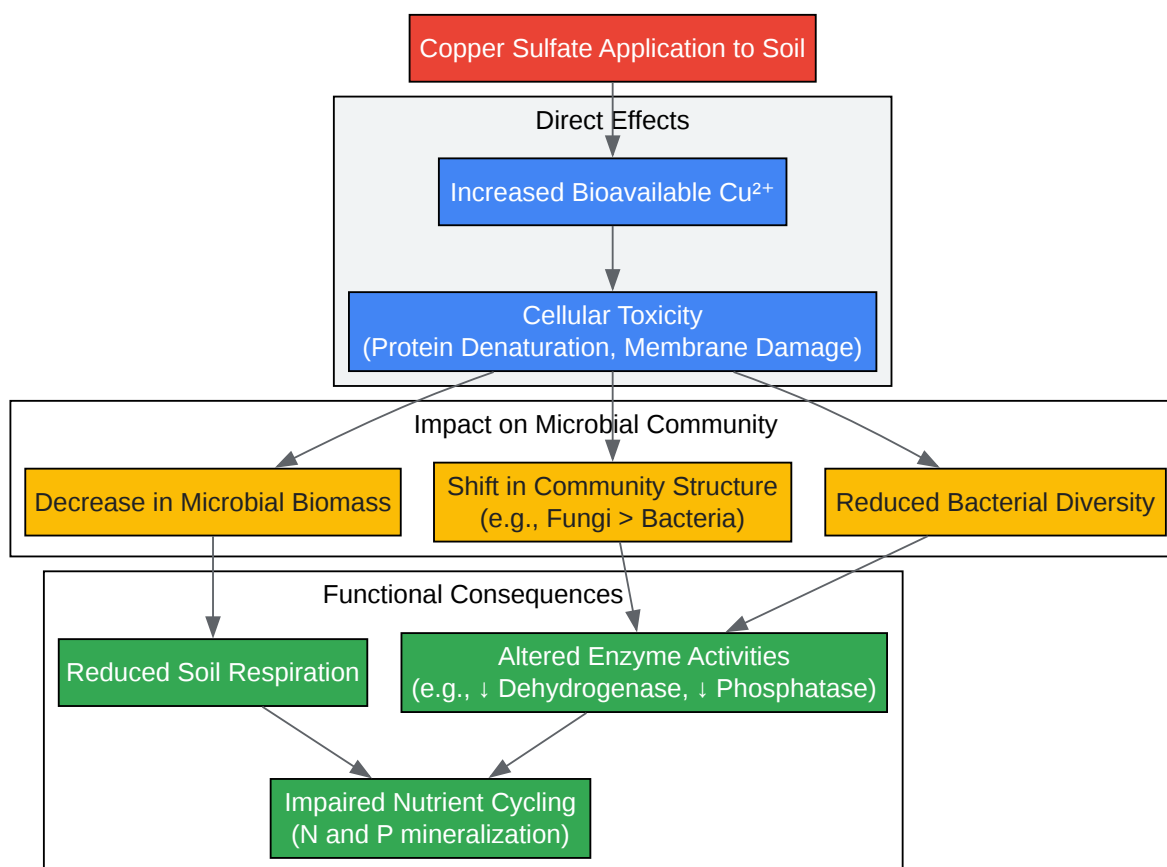 Copper Sulfate Application to Soil
Direct Effects
Increased Bioavailable Cu²⁺
Cellular Toxicity
(Protein Denaturation, Membrane Damage)
Impact on Microbial Community
Decrease in Microbial Biomass
Shift in Community Structure
(e.g., Fungi > Bacteria)
Reduced Bacterial Diversity
Functional Consequences
Reduced Soil Respiration
Altered Enzyme Activities
(e.g., ↓ Dehydrogenase, ↓ Phosphatase)
Impaired Nutrient Cycling
(N and P mineralization)